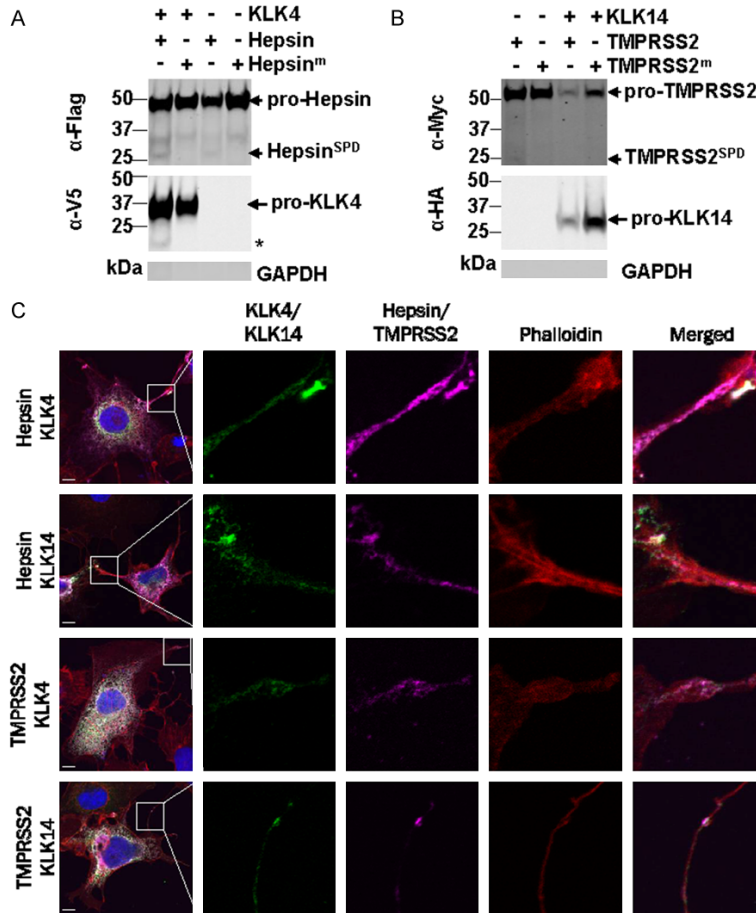 A
+ + - - KLK4
+ - + - Hepsin
- + - + Hepsinᵐ
α-Flag
50
37
25
pro-Hepsin
Hepsinˢᴾᴰ
α-V5
50
37
25
pro-KLK4
*
kDa
GAPDH
B
- - + + KLK14
+ - + - TMPRSS2
- + - + TMPRSS2ᵐ
α-Myc
50
37
25
pro-TMPRSS2
TMPRSS2ˢᴾᴰ
α-HA
50
37
25
pro-KLK14
kDa
GAPDH
C
KLK4/
KLK14
Hepsin/
TMPRSS2
Phalloidin
Merged
Hepsin
KLK4
Hepsin
KLK14
TMPRSS2
KLK4
TMPRSS2
KLK14